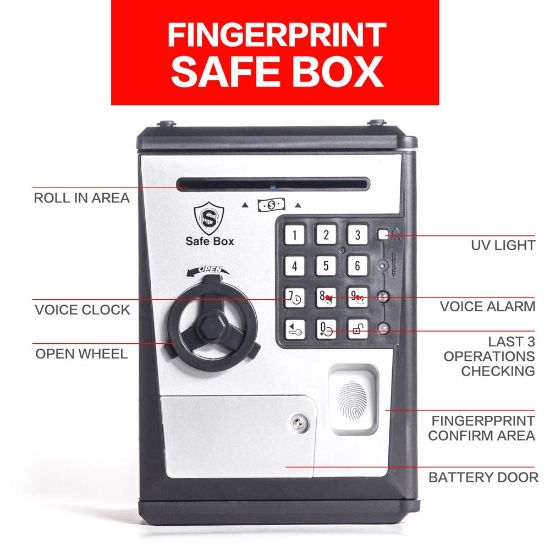 FINGERPRINT
SAFE BOX
ROLL IN AREA
$
$
Safe Box
OPEN
1 2 3
4 5 6
7 8 9
0
UV LIGHT
VOICE CLOCK
VOICE ALARM
OPEN WHEEL
LAST 3
OPERATIONS
CHECKING
FINGERPPRINT
CONFIRM AREA
BATTERY DOOR